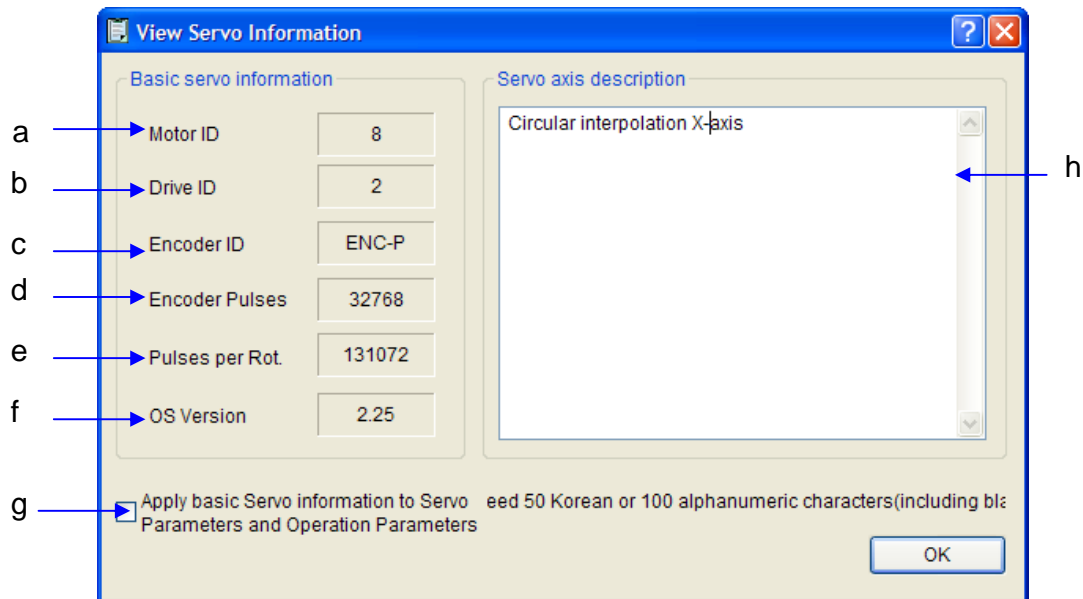 View Servo Information
Basic servo information
a Motor ID 8
b Drive ID 2
c Encoder ID ENC-P
d Encoder Pulses 32768
e Pulses per Rot. 131072
f OS Version 2.25
Servo axis description
Circular interpolation X-axis
h
g Apply basic Servo information to Servo
Parameters and Operation Parameters
eed 50 Korean or 100 alphanumeric characters(including bla
OK